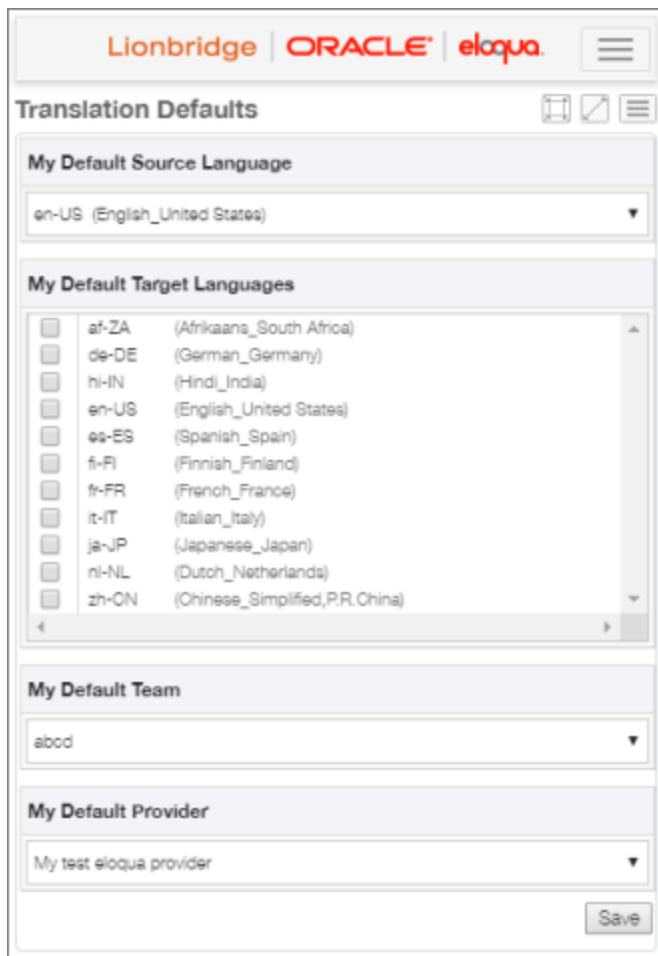 Lionbridge | ORACLE | eloqua.
Translation Defaults
My Default Source Language
en-US (English_United States)
My Default Target Languages
af-ZA (Afrikaans_South Africa)
de-DE (German_Germany)
hi-IN (Hindi_India)
en-US (English_United States)
es-ES (Spanish_Spain)
fi-FI (Finnish_Finland)
fr-FR (French_France)
it-IT (Italian_Italy)
ja-JP (Japanese_Japan)
nl-NL (Dutch_Netherlands)
zh-CN (Chinese_Simplified,P.R.China)
My Default Team
abcd
My Default Provider
My test eloqua provider
Save